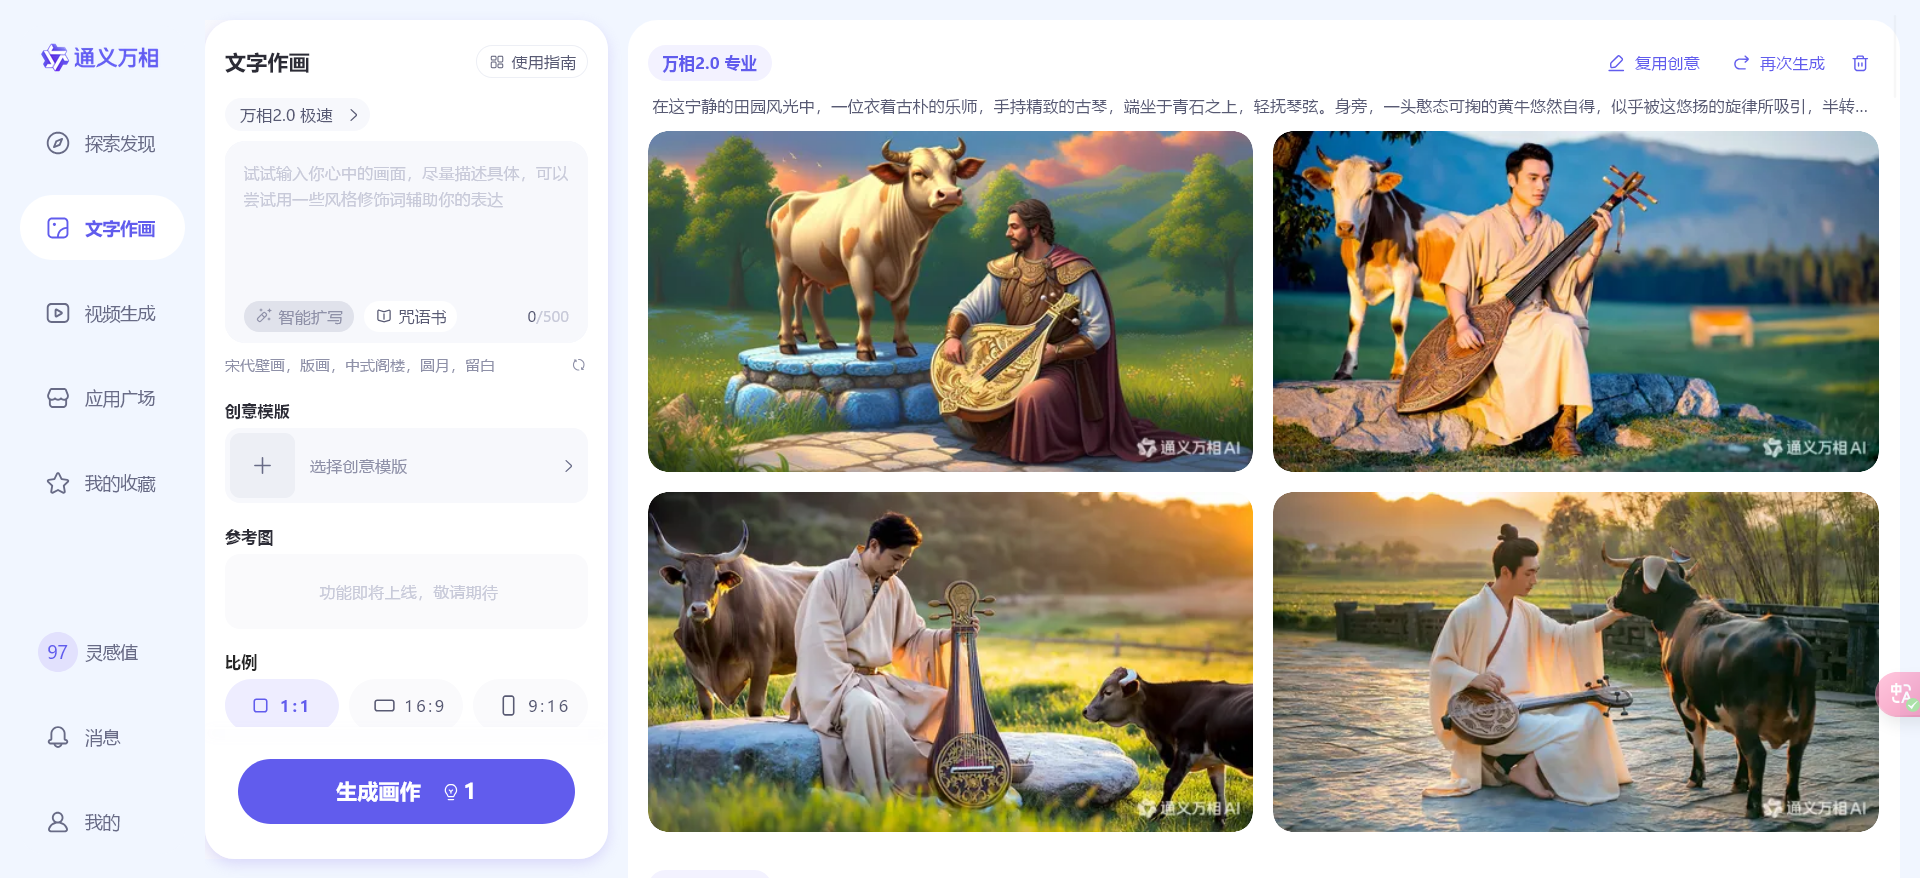 通义万相
探索发现
文字作画
视频生成
应用广场
我的收藏
97 灵感值
消息
我的
文字作画
使用指南
万相2.0 极速
试试输入你心中的画面，尽量描述具体，可以
尝试用一些风格修饰词辅助你的表达
智能扩写 咒语书 0/500
宋代壁画，版画，中式阁楼，圆月，留白
创意模版
选择创意模版
参考图
功能即将上线，敬请期待
比例
1:1 16:9 9:16
生成画作 1
万相2.0 专业
复用创意 再次生成
在这宁静的田园风光中，一位衣着古朴的乐师，手持精致的古琴，端坐于青石之上，轻抚琴弦。身旁，一头憨态可掬的黄牛悠然自得，似乎被这悠扬的旋律所吸引，半转...
通义万相 AI
通义万相 AI
通义万相 AI
通义万相 AI
中 A